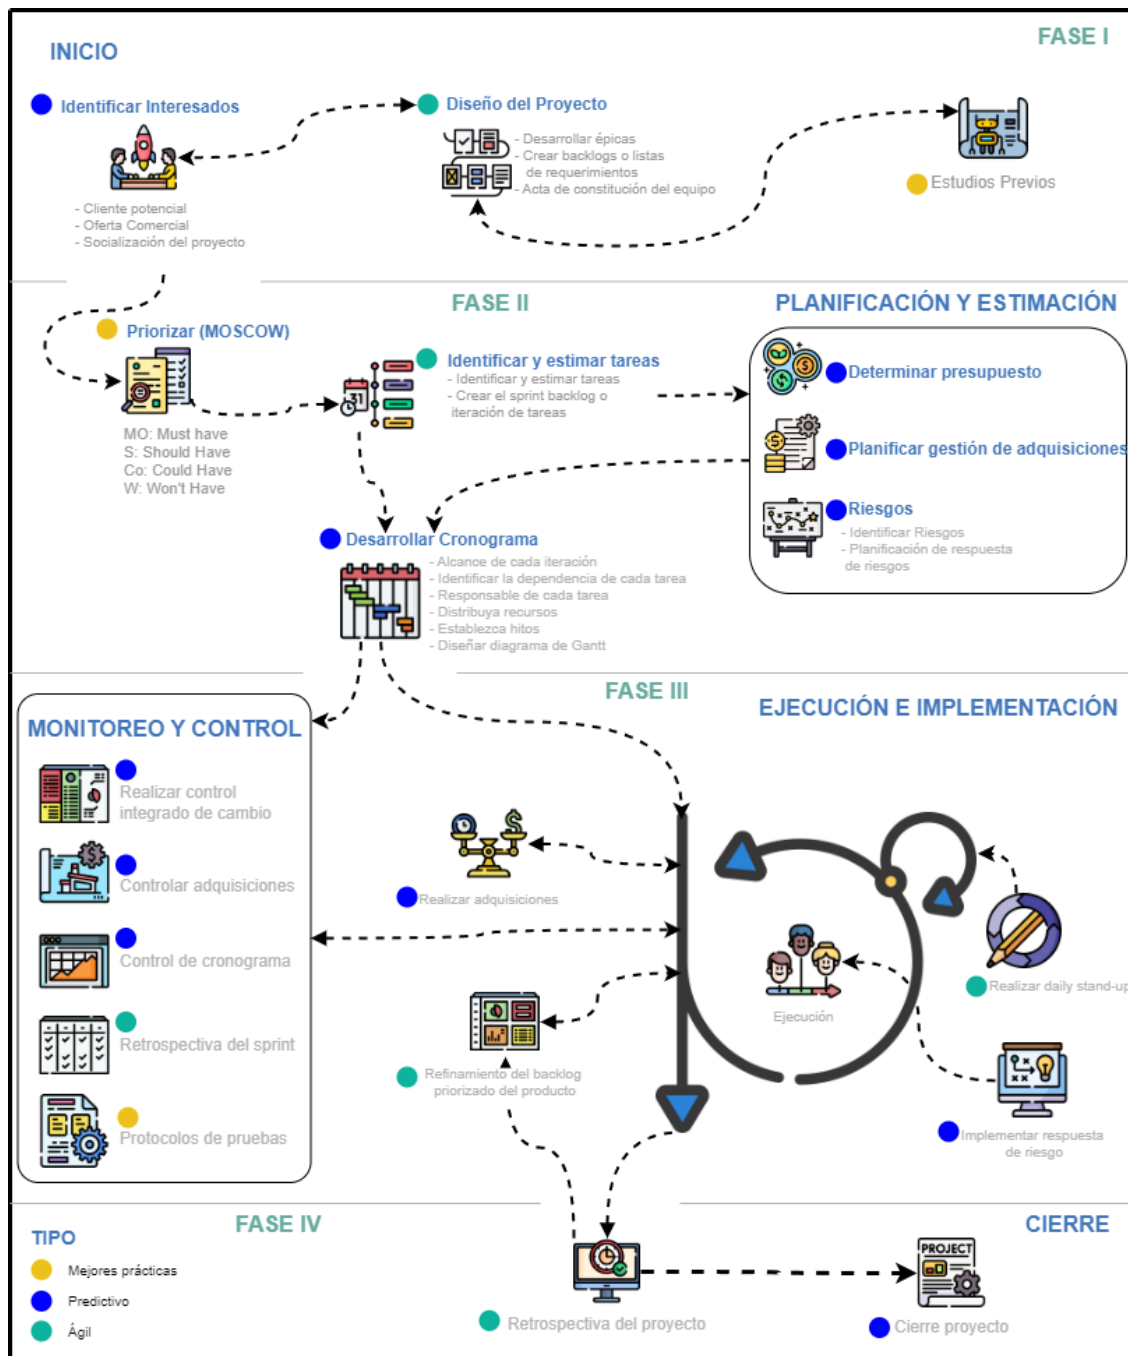 INICIO
FASE I
Identificar Interesados
- Cliente potencial
- Oferta Comercial
- Socialización del proyecto
Diseño del Proyecto
- Desarrollar épicas
- Crear backlogs o listas
de requerimientos
- Acta de constitución del equipo
Estudios Previos
FASE II
PLANIFICACIÓN Y ESTIMACIÓN
Priorizar (MOSCOW)
MO: Must have
S: Should Have
Co: Could Have
W: Won't Have
31
Identificar y estimar tareas
- Identificar y estimar tareas
- Crear el sprint backlog o
iteración de tareas
Determinar presupuesto
Planificar gestión de adquisiciones
Riesgos
- Identificar Riesgos
- Planificación de respuesta
de riesgos
Desarrollar Cronograma
- Alcance de cada iteración
- Identificar la dependencia de cada tarea
- Responsable de cada tarea
- Distribuya recursos
- Establezca hitos
- Diseñar diagrama de Gantt
FASE III
EJECUCIÓN E IMPLEMENTACIÓN
MONITOREO Y CONTROL
Realizar control
integrado de cambio
Controlar adquisiciones
Control de cronograma
Retrospectiva del sprint
Protocolos de pruebas
Realizar adquisiciones
Refinamiento del backlog
priorizado del producto
Ejecución
Realizar daily stand-up
Implementar respuesta
de riesgo
FASE IV
CIERRE
TIPO
Mejores prácticas
Predictivo
Ágil
Retrospectiva del proyecto
PROJECT
Cierre proyecto